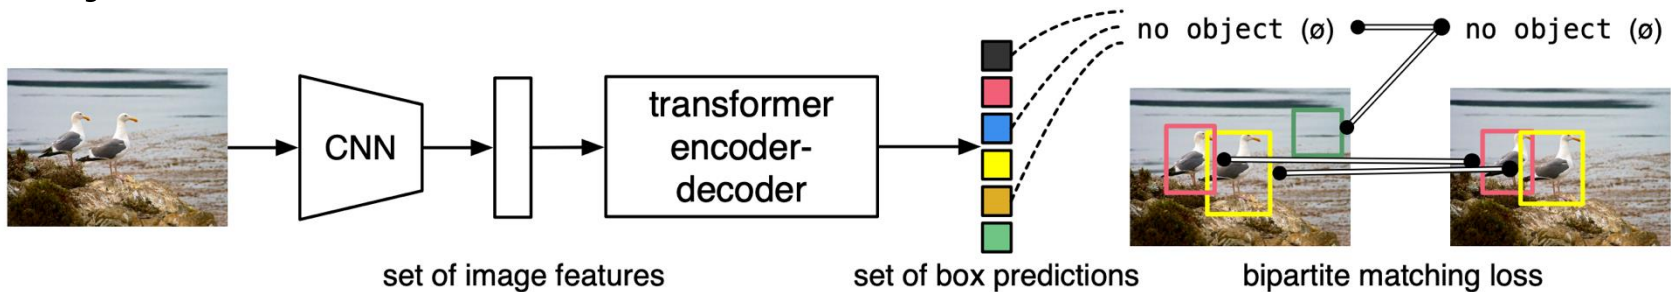 no object (ø)
no object (ø)
CNN
transformer
encoder-
decoder
set of image features
set of box predictions
bipartite matching loss